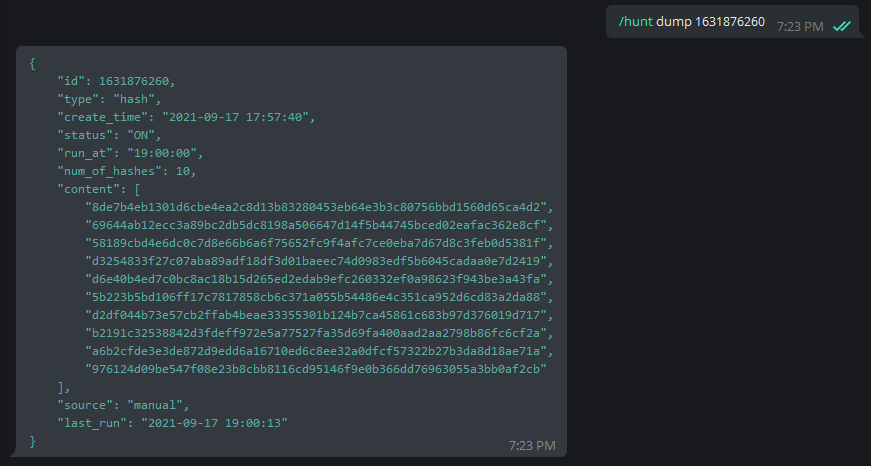 /hunt dump 1631876260
7:23 PM
{
    "id": 1631876260,
    "type": "hash",
    "create_time": "2021-09-17 17:57:40",
    "status": "ON",
    "run_at": "19:00:00",
    "num_of_hashes": 10,
    "content": [
        "8de7b4eb1301d6cbe4ea2c8d13b83280453eb64e3b3c80756bbd1560d65ca4d2",
        "69644ab12ecc3a89bc2db5dc8198a506647d14f5b44745bced02eafac362e8cf",
        "58189cbd4e6dc0c7d8e66b6a6f75652fc9f4afc7ce0eba7d67d8c3feb0d5381f",
        "d3254833f27c07aba89adf18df3d01baeec74d0983edf5b6045cadaa0e7d2419",
        "d6e40b4ed7c0bc8ac18b15d265ed2edab9efc260332ef0a98623f943be3a43fa",
        "5b223b5bd106ff17c7817858cb6c371a055b54486e4c351ca952d6cd83a2da88",
        "d2df044b73e57cb2ffab4beae33355301b124b7ca45861c683b97d376019d717",
        "b2191c32538842d3fdeff972e5a77527fa35d69fa400aad2aa2798b86fc6cf2a",
        "a6b2cfde3e3de872d9edd6a16710ed6c8ee32a0dfcf57322b27b3da8d18ae71a",
        "976124d09be547f08e23b8cbb8116cd95146f9e0b366dd76963055a3bb0af2cb"
    ],
    "source": "manual",
    "last_run": "2021-09-17 19:00:13"
}
7:23 PM